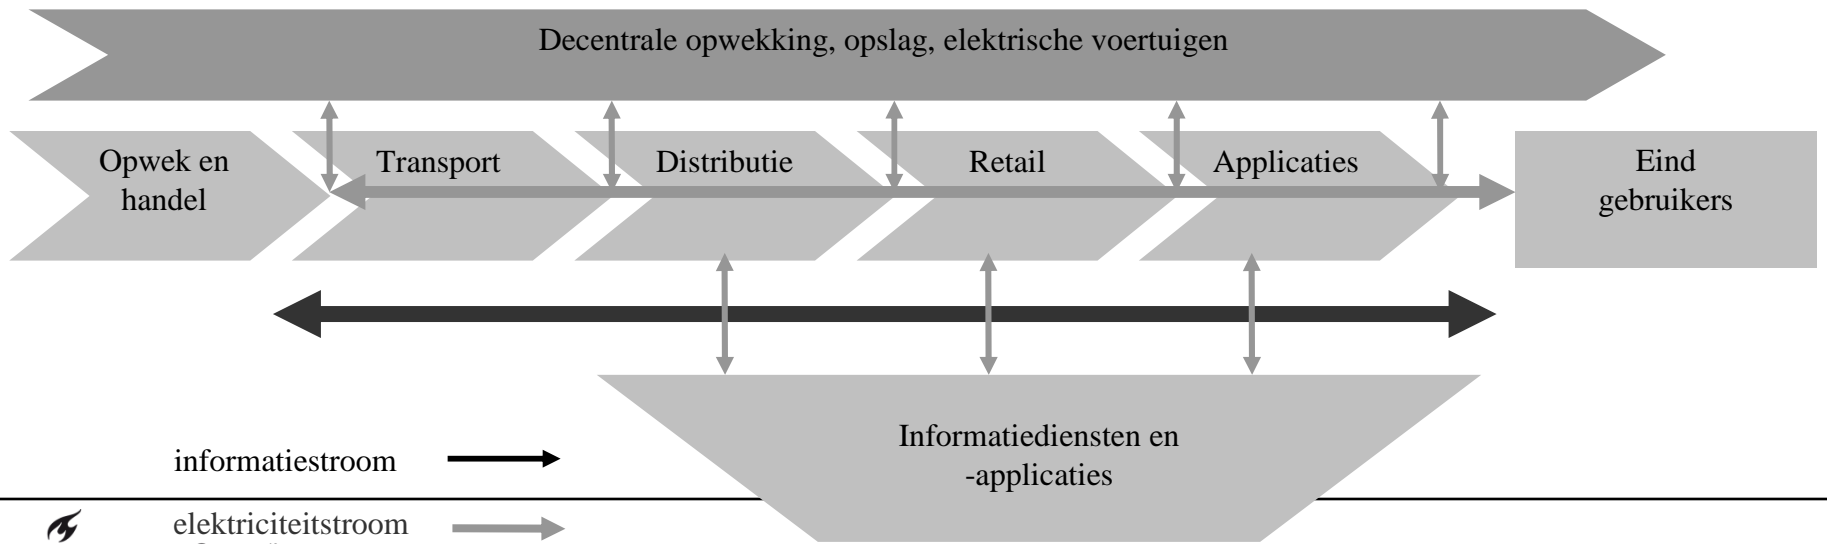 Decentrale opwekking, opslag, elektrische voertuigen
Opwek en
handel
Transport
Distributie
Retail
Applicaties
Eind
gebruikers
Informatiediensten en
-applicaties
informatiestroom
elektriciteitstroom